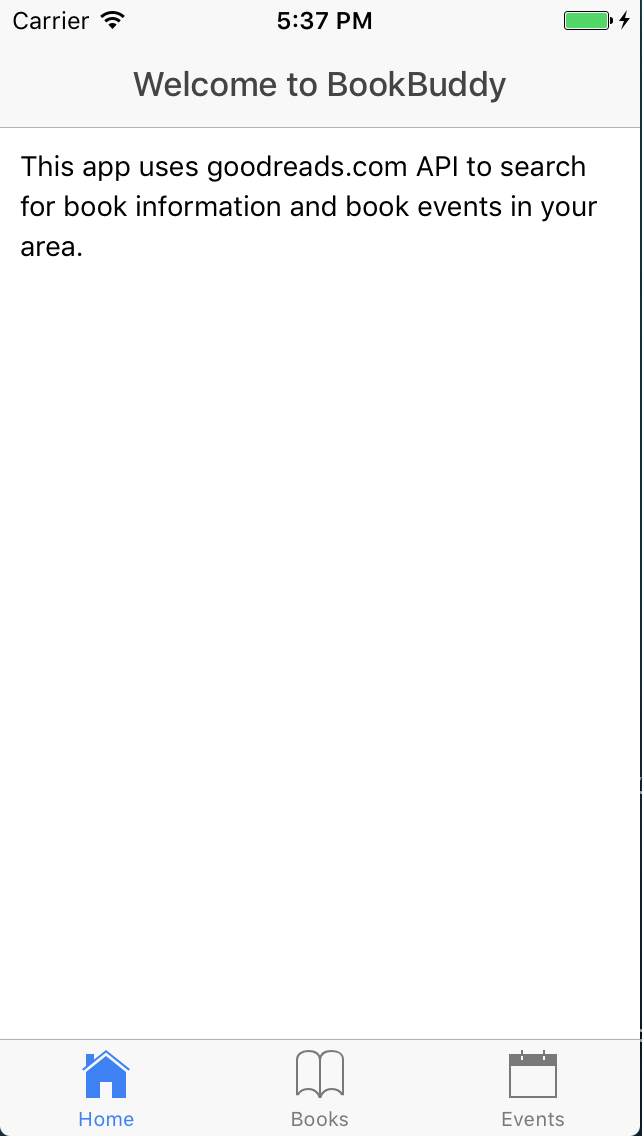 Carrier 5:37 PM
Welcome to BookBuddy
This app uses goodreads.com API to search
for book information and book events in your
area.
Home Books Events